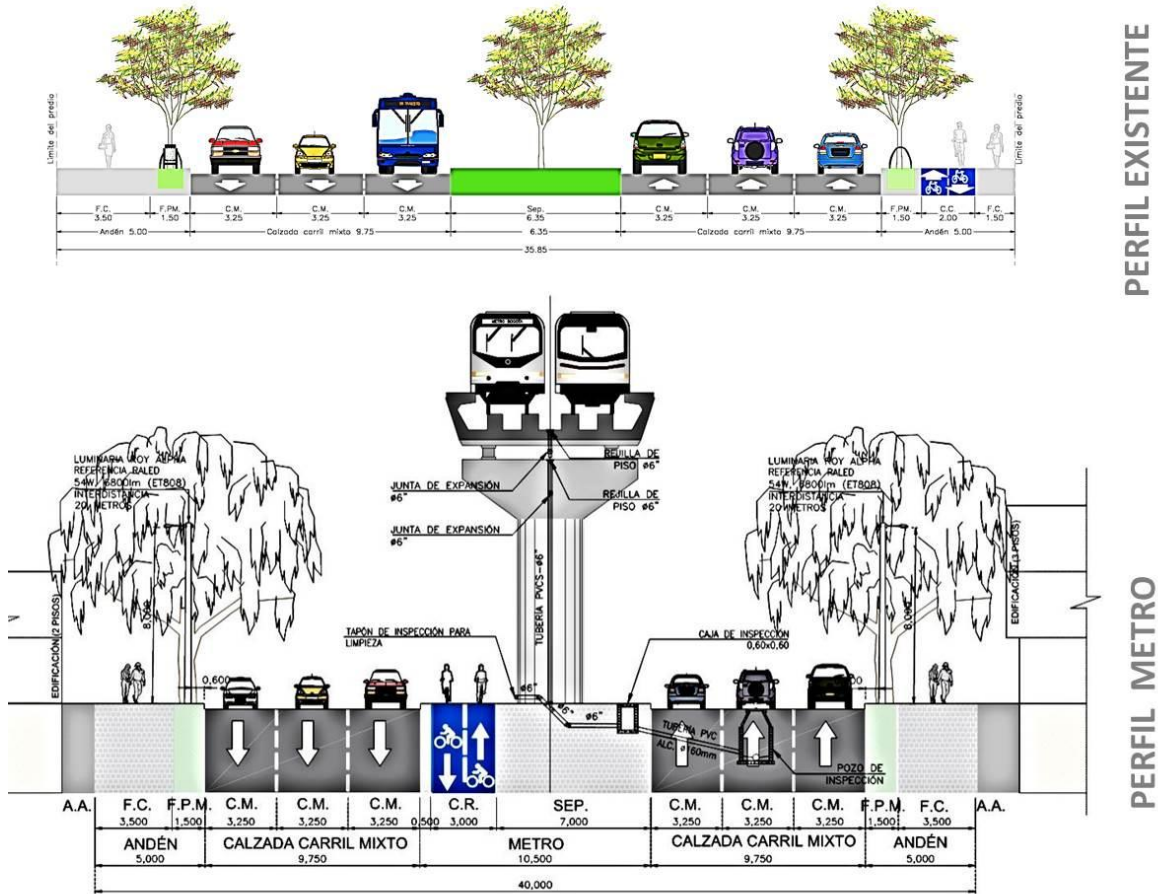 PERFIL EXISTENTE
Limite del predio
Limite del predio
F.C. F.PM. C.M. C.M. C.M. Sep. C.M. C.M. C.M. F.PM. C.C. F.C.
3.50 1.50 3.25 3.25 3.25 6.35 3.25 3.25 3.25 1.50 2.00 1.50
Andén 5.00 Calzada carril mixto 9.75 6.35 Calzada carril mixto 9.75 Andén 5.00
35.85
PERFIL METRO
METRO BOGOTÁ
LUMINARIA ROY ALPHA
REFERENCIA RALED
54W, 6800lm (ET808)
INTERDISTANCIA
20 METROS
JUNTA DE EXPANSIÓN
ø6"
JUNTA DE EXPANSIÓN
ø6"
REJILLA DE
PISO ø6"
REJILLA DE
PISO ø6"
LUMINARIA ROY ALPHA
REFERENCIA RALED
54W, 6800lm (ET808)
INTERDISTANCIA
20 METROS
EDIFICACIÓN (2 PISOS)
8,000
TUBERÍA PVCS-ø6"
8,000
EDIFICACIÓN (3 PISOS)
TAPÓN DE INSPECCIÓN PARA
LIMPIEZA
CAJA DE INSPECCIÓN
0,60x0,60
0,600
ø6"
ø6"
ø6"
TUBERÍA PVC
ALC. ø160mm
POZO DE
INSPECCIÓN
A.A. F.C. F.P.M. C.M. C.M. C.M. C.R. SEP. C.M. C.M. C.M. F.P.M. F.C. A.A.
3,500 1,500 3,250 3,250 3,250 0,500 3,000 7,000 3,250 3,250 3,250 1,500 3,500
ANDÉN CALZADA CARRIL MIXTO METRO CALZADA CARRIL MIXTO ANDÉN
5,000 9,750 10,500 9,750 5,000
40,000